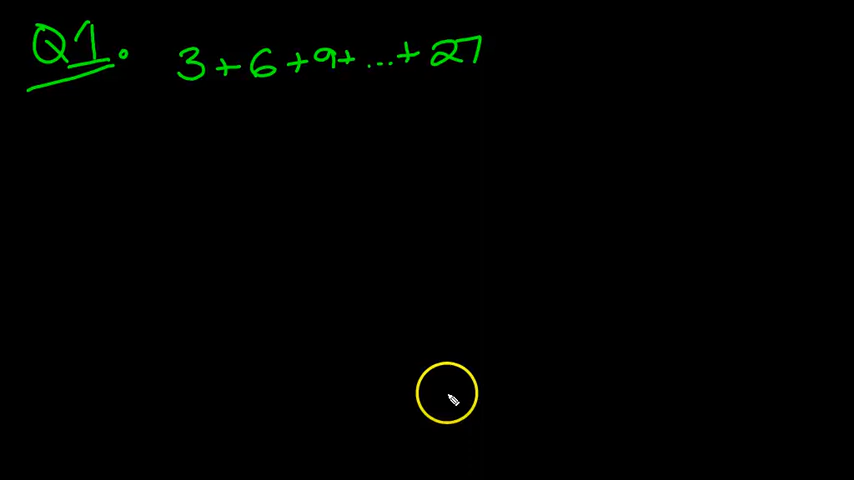 Q1. 3 + 6 + 9 + ... + 27